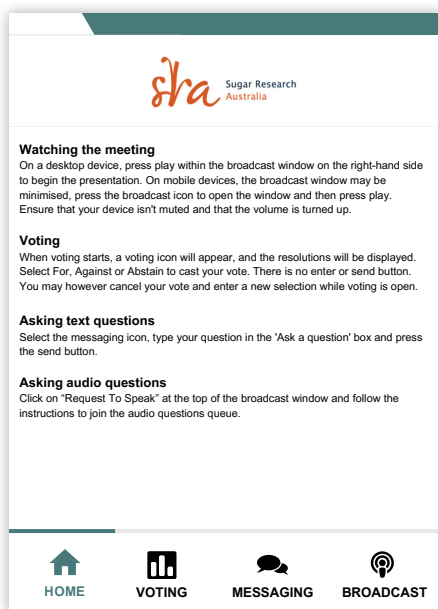 sra Sugar Research
Australia
Watching the meeting
On a desktop device, press play within the broadcast window on the right-hand side
to begin the presentation. On mobile devices, the broadcast window may be
minimised, press the broadcast icon to open the window and then press play.
Ensure that your device isn't muted and that the volume is turned up.
Voting
When voting starts, a voting icon will appear, and the resolutions will be displayed.
Select For, Against or Abstain to cast your vote. There is no enter or send button.
You may however cancel your vote and enter a new selection while voting is open.
Asking text questions
Select the messaging icon, type your question in the 'Ask a question' box and press
the send button.
Asking audio questions
Click on “Request To Speak” at the top of the broadcast window and follow the
instructions to join the audio questions queue.
HOME VOTING MESSAGING BROADCAST